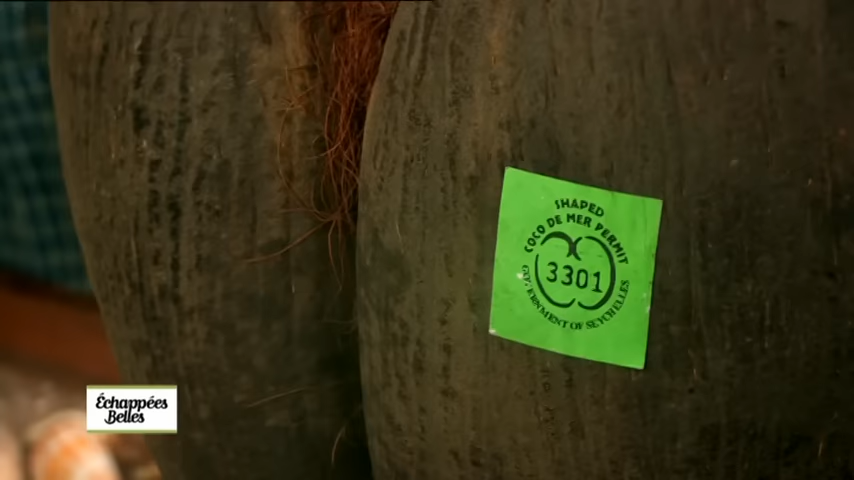 SHAPED
COCO DE MER PERMIT
3301
GOVERNMENT OF SEYCHELLES
Échappées
Belles